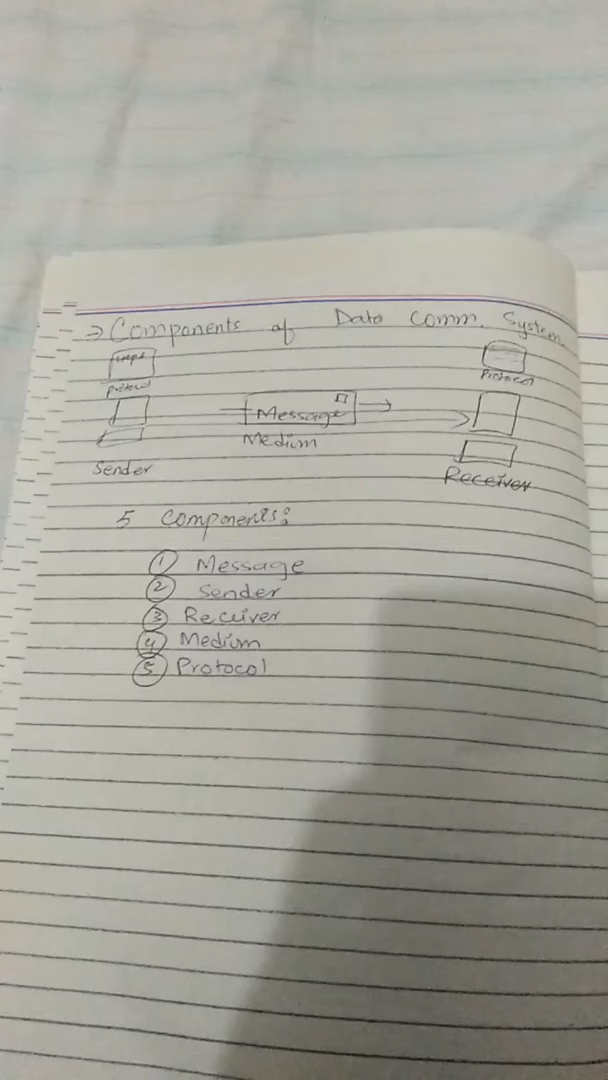 → Components of Data Comm. System.
Protocol
Protocol
Message
Medium
Sender
Receiver
5 Components:
① Message
② Sender
③ Receiver
④ Medium
⑤ Protocol